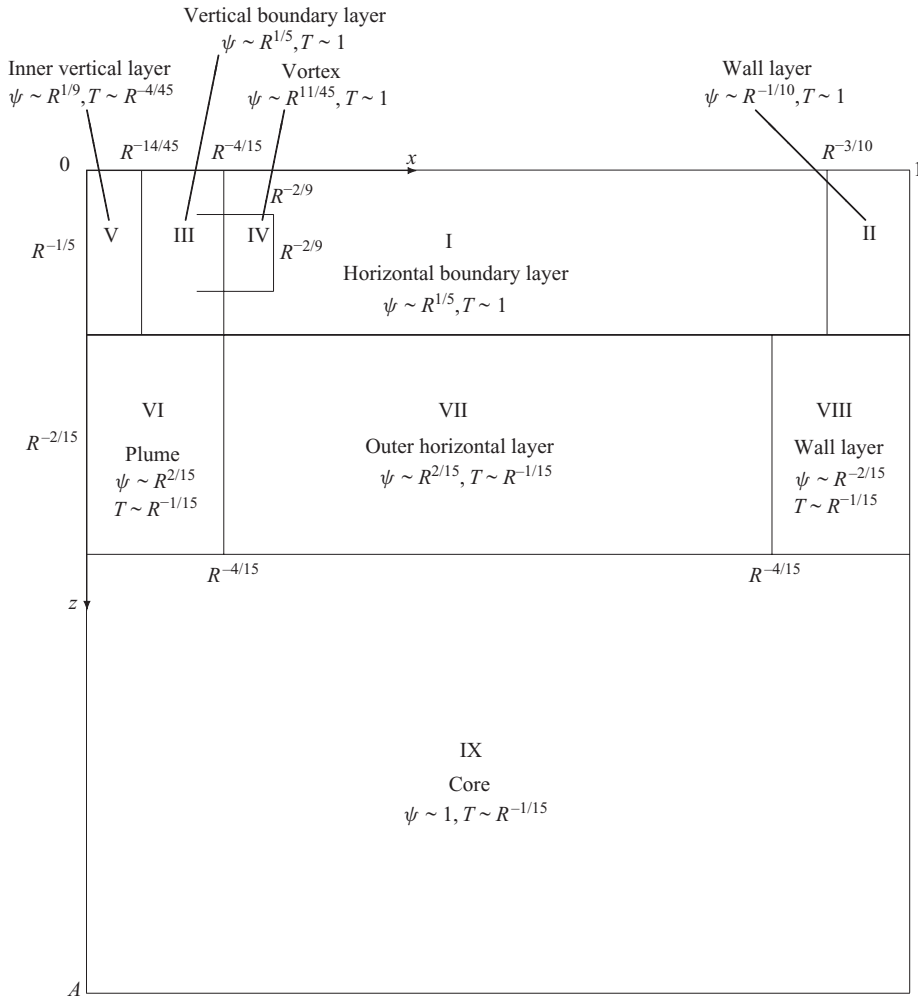 Vertical boundary layer
ψ ~ R^{1/5}, T ~ 1
Inner vertical layer
ψ ~ R^{1/9}, T ~ R^{−4/45}
Vortex
ψ ~ R^{11/45}, T ~ 1
Wall layer
ψ ~ R^{−1/10}, T ~ 1
R^{−14/45}
R^{−4/15}
R^{−3/10}
0
x
1
R^{−2/9}
V
III
IV
II
R^{−1/5}
R^{−2/9}
I
Horizontal boundary layer
ψ ~ R^{1/5}, T ~ 1
VI
VII
VIII
R^{−2/15}
Plume
ψ ~ R^{2/15}
T ~ R^{−1/15}
Outer horizontal layer
ψ ~ R^{2/15}, T ~ R^{−1/15}
Wall layer
ψ ~ R^{−2/15}
T ~ R^{−1/15}
R^{−4/15}
R^{−4/15}
z
IX
Core
ψ ~ 1, T ~ R^{−1/15}
A